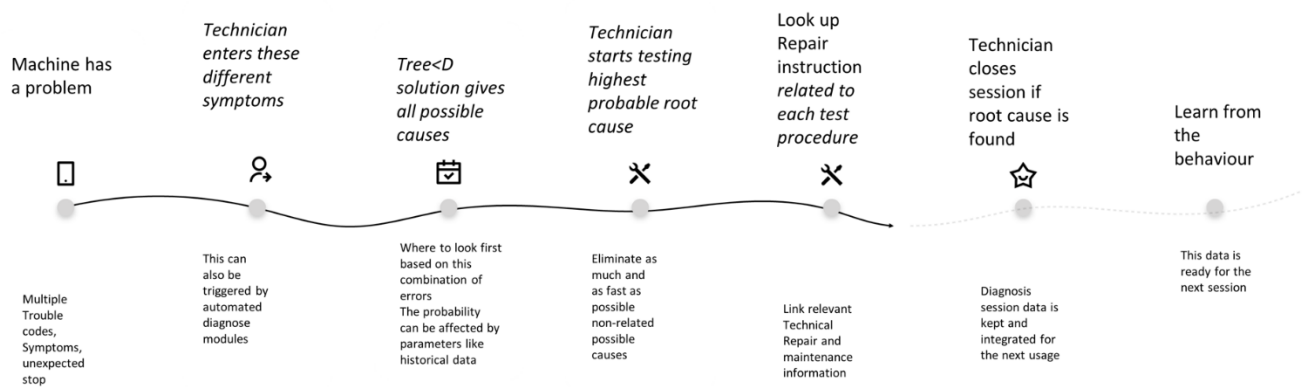 Machine has
a problem
Technician
enters these
different
symptoms
Tree<D
solution gives
all possible
causes
Technician
starts testing
highest
probable root
cause
Look up
Repair
instruction
related to
each test
procedure
Technician
closes
session if
root cause is
found
Learn from
the
behaviour
Multiple
Trouble
codes,
Symptoms,
unexpected
stop
This can
also be
triggered by
automated
diagnose
modules
Where to look first
based on this
combination of
errors
The probability
can be affected by
parameters like
historical data
Eliminate as
much and
as fast as
possible
non-related
possible
causes
Link relevant
Technical
Repair and
maintenance
information
Diagnosis
session data is
kept and
integrated for
the next usage
This data is
ready for the
next session